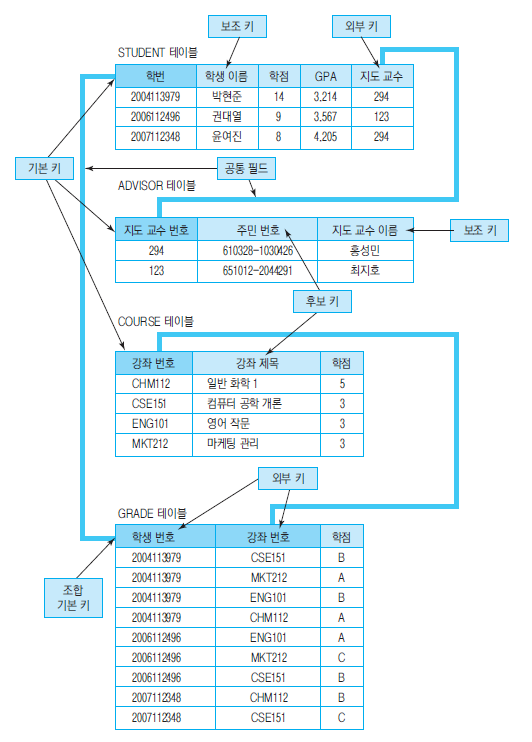 보조 키
외부 키
STUDENT 테이블
학번 학생 이름 학점 GPA 지도 교수
2004113979 박현준 14 3.214 294
2006112496 권대열 9 3.567 123
2007112348 윤여진 8 4.205 294
기본 키
공통 필드
ADVISOR 테이블
지도 교수 번호 주민 번호 지도 교수 이름
보조 키
294 610328-1030426 홍성민
123 651012-2044291 최지호
후보 키
COURSE 테이블
강좌 번호 강좌 제목 학점
CHM112 일반 화학 1 5
CSE151 컴퓨터 공학 개론 3
ENG101 영어 작문 3
MKT212 마케팅 관리 3
외부 키
GRADE 테이블
학생 번호 강좌 번호 학점
2004113979 CSE151 B
2004113979 MKT212 A
2004113979 ENG101 B
2004113979 CHM112 A
2006112496 ENG101 A
2006112496 MKT212 C
2006112496 CSE151 B
2007112348 CHM112 B
2007112348 CSE151 C
조합
기본 키